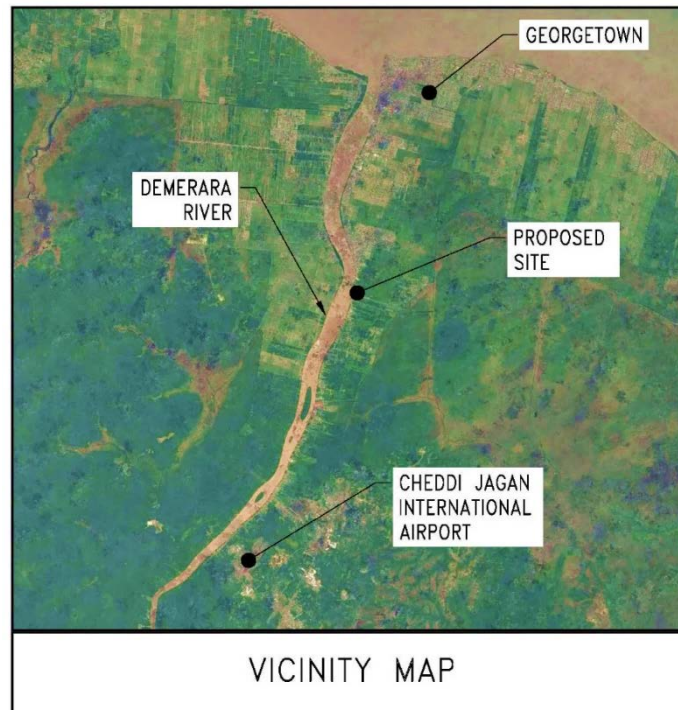 GEORGETOWN
DEMERARA
RIVER
PROPOSED
SITE
CHEDDI JAGAN
INTERNATIONAL
AIRPORT
VICINITY MAP